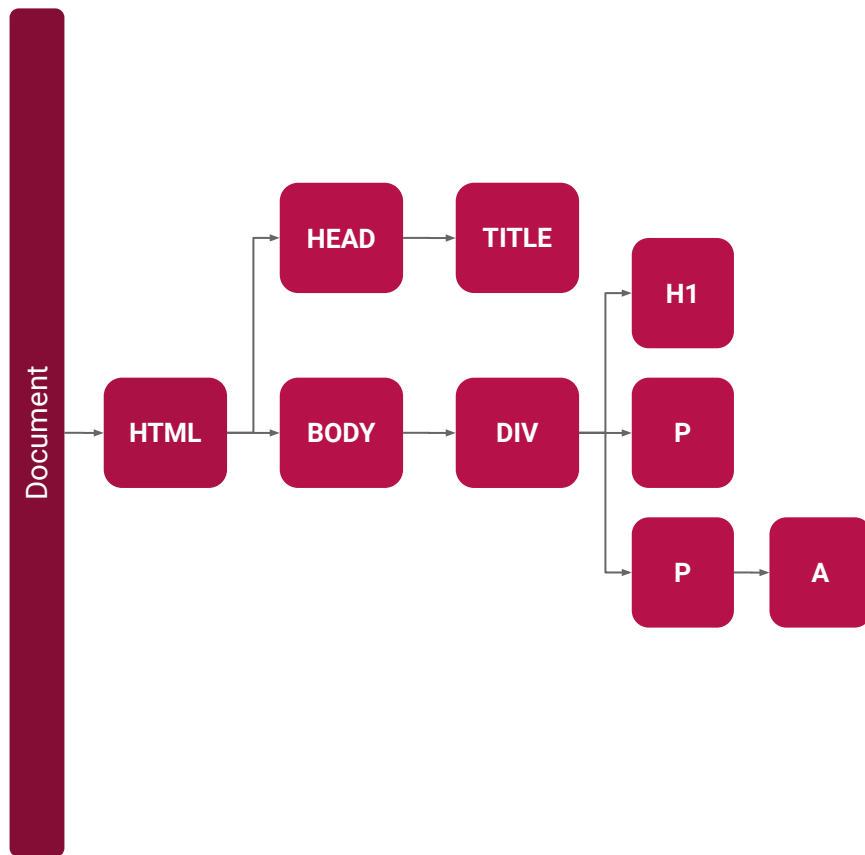 Document
HTML
HEAD
TITLE
BODY
DIV
H1
P
P
A